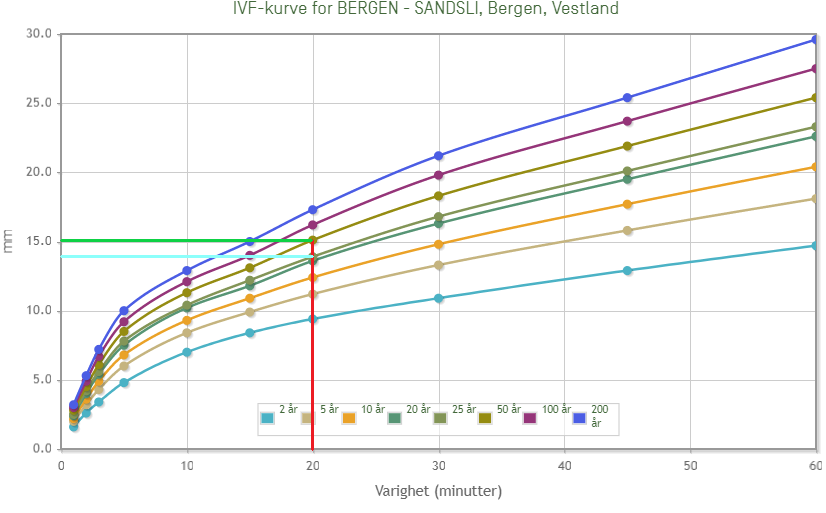 IVF-kurve for BERGEN - SANDSLI, Bergen, Vestland
30.0
25.0
20.0
15.0
10.0
5.0
0.0
mm
2 år 5 år 10 år 20 år 25 år 50 år 100 år 200
år
0 10 20 30 40 50 60
Varighet (minutter)